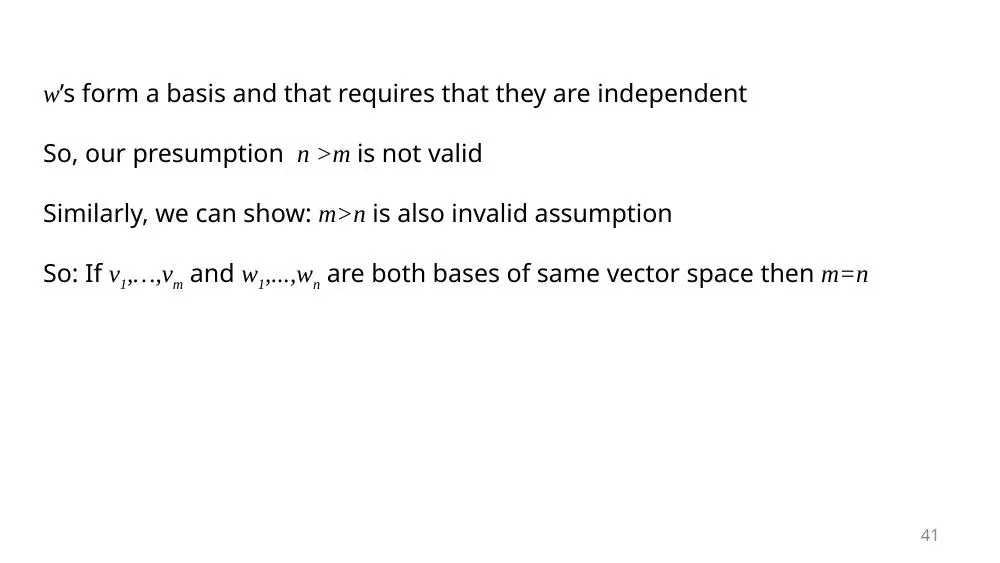 w's form a basis and that requires that they are independent
So, our presumption  n >m is not valid
Similarly, we can show: m>n is also invalid assumption
So: If v1,…,vm and w1,...,wn are both bases of same vector space then m=n
41